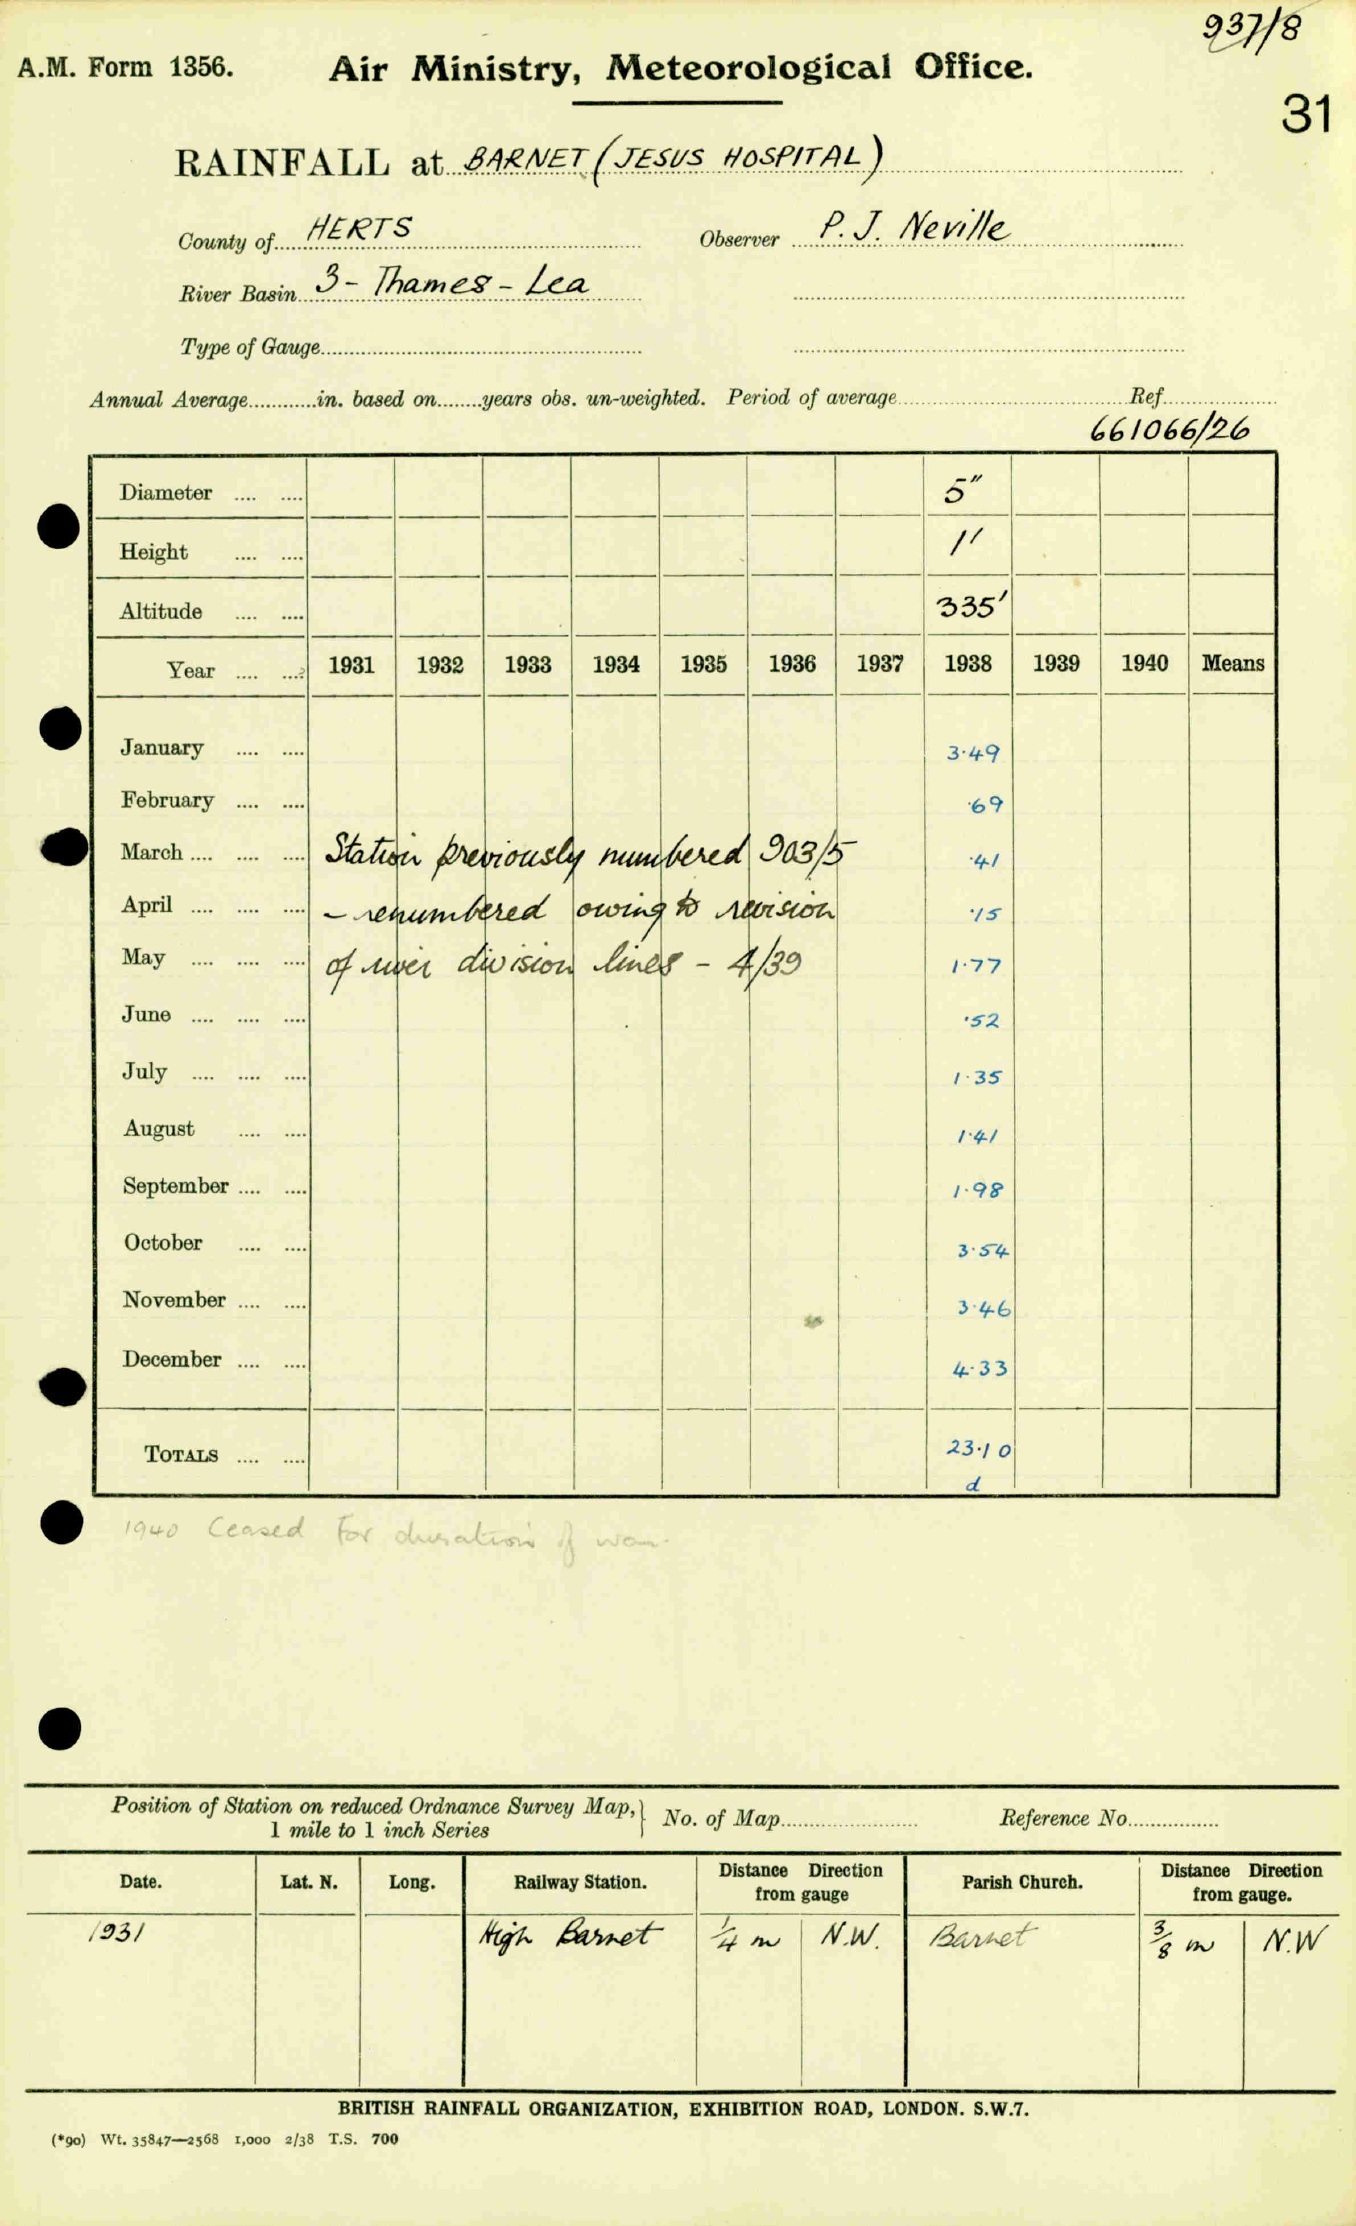 937/8
A.M. Form 1356. Air Ministry, Meteorological Office.
31
RAINFALL at BARNET (JESUS HOSPITAL)
County of HERTS Observer P. J. Neville
River Basin 3 - Thames - Lea
Type of Gauge
Annual Average in. based on years obs. un-weighted. Period of average Ref.
661066/26
Diameter 5"
Height 1'
Altitude 335'
Year 1931 1932 1933 1934 1935 1936 1937 1938 1939 1940 Means
January 3·49
February ·69
March Station previously numbered 903/5 ·41
April - renumbered owing to revision ·15
May of river division lines - 4/39 1·77
June ·52
July 1·35
August 1·41
September 1·98
October 3·54
November 3·46
December 4·33
TOTALS 23·10
d
1940 Ceased For duration of war
Position of Station on reduced Ordnance Survey Map, 1 mile to 1 inch Series No. of Map Reference No.
Date. Lat. N. Long. Railway Station. Distance Direction from gauge Parish Church. Distance Direction from gauge.
1931 High Barnet 1/4 m N.W. Barnet 3/8 m N.W
BRITISH RAINFALL ORGANIZATION, EXHIBITION ROAD, LONDON. S.W.7.
(*90) Wt. 35847—2568 1,000 2/38 T.S. 700